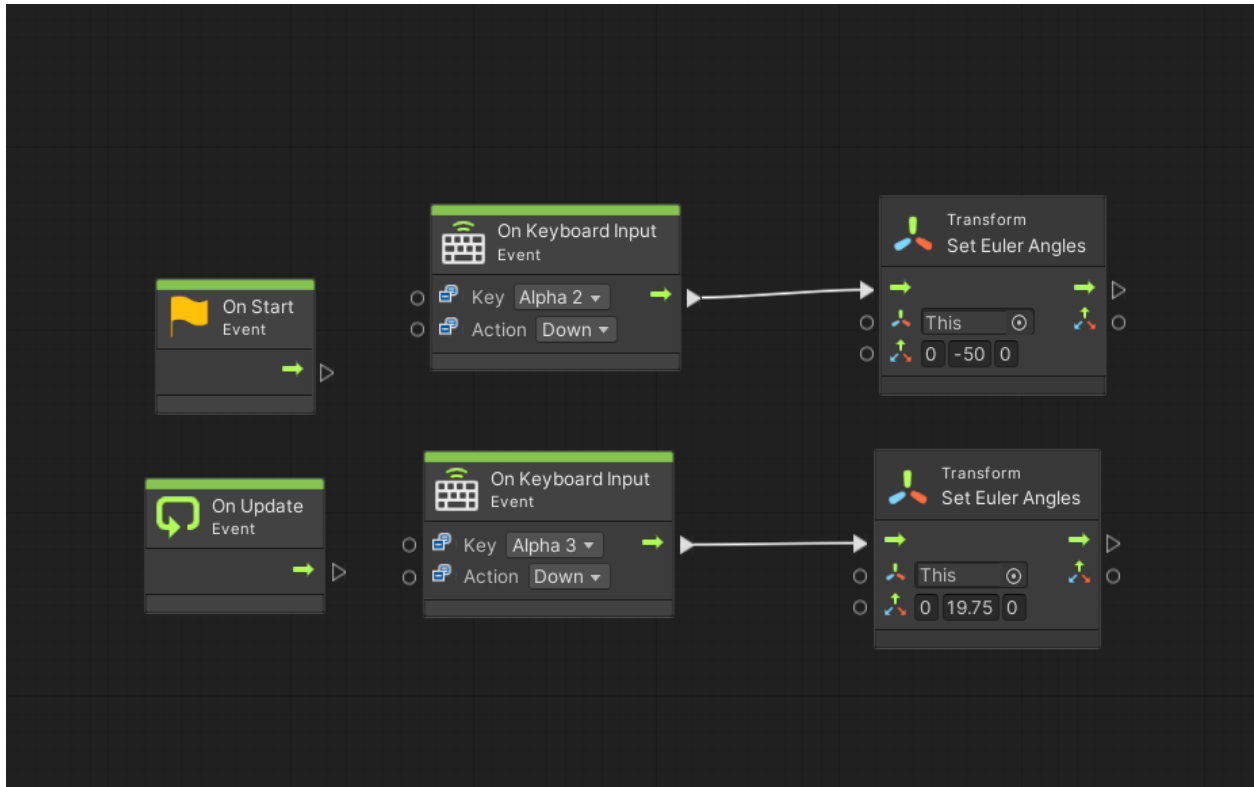 On Start
Event
On Update
Event
On Keyboard Input
Event
Key Alpha 2
Action Down
Transform
Set Euler Angles
This
0 -50 0
On Keyboard Input
Event
Key Alpha 3
Action Down
Transform
Set Euler Angles
This
0 19.75 0